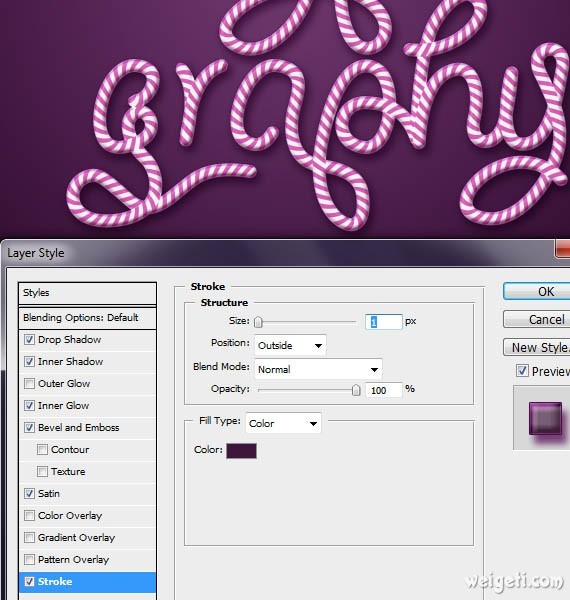 graphy
Layer Style
Styles
Blending Options: Default
Drop Shadow
Inner Shadow
Outer Glow
Inner Glow
Bevel and Emboss
Contour
Texture
Satin
Color Overlay
Gradient Overlay
Pattern Overlay
Stroke
Stroke
Structure
Size: 1 px
Position: Outside
Blend Mode: Normal
Opacity: 100 %
Fill Type: Color
Color:
OK
Cancel
New Style.
Preview
weigeti.com